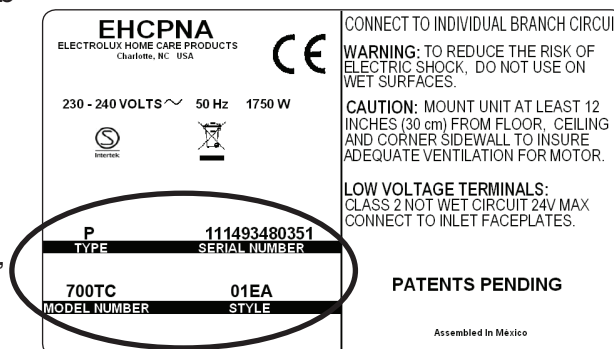 EHCPNA
ELECTROLUX HOME CARE PRODUCTS
Charlotte, NC USA
CE
230 - 240 VOLTS~ 50 Hz 1750 W
S
Intertek
P 111493480351
TYPE SERIAL NUMBER
700TC 01EA
MODEL NUMBER STYLE
CONNECT TO INDIVIDUAL BRANCH CIRCUI
WARNING: TO REDUCE THE RISK OF
ELECTRIC SHOCK, DO NOT USE ON
WET SURFACES.
CAUTION: MOUNT UNIT AT LEAST 12
INCHES (30 cm) FROM FLOOR, CEILING
AND CORNER SIDEWALL TO INSURE
ADEQUATE VENTILATION FOR MOTOR.
LOW VOLTAGE TERMINALS:
CLASS 2 NOT WET CIRCUIT 24V MAX
CONNECT TO INLET FACEPLATES.
PATENTS PENDING
Assembled In México